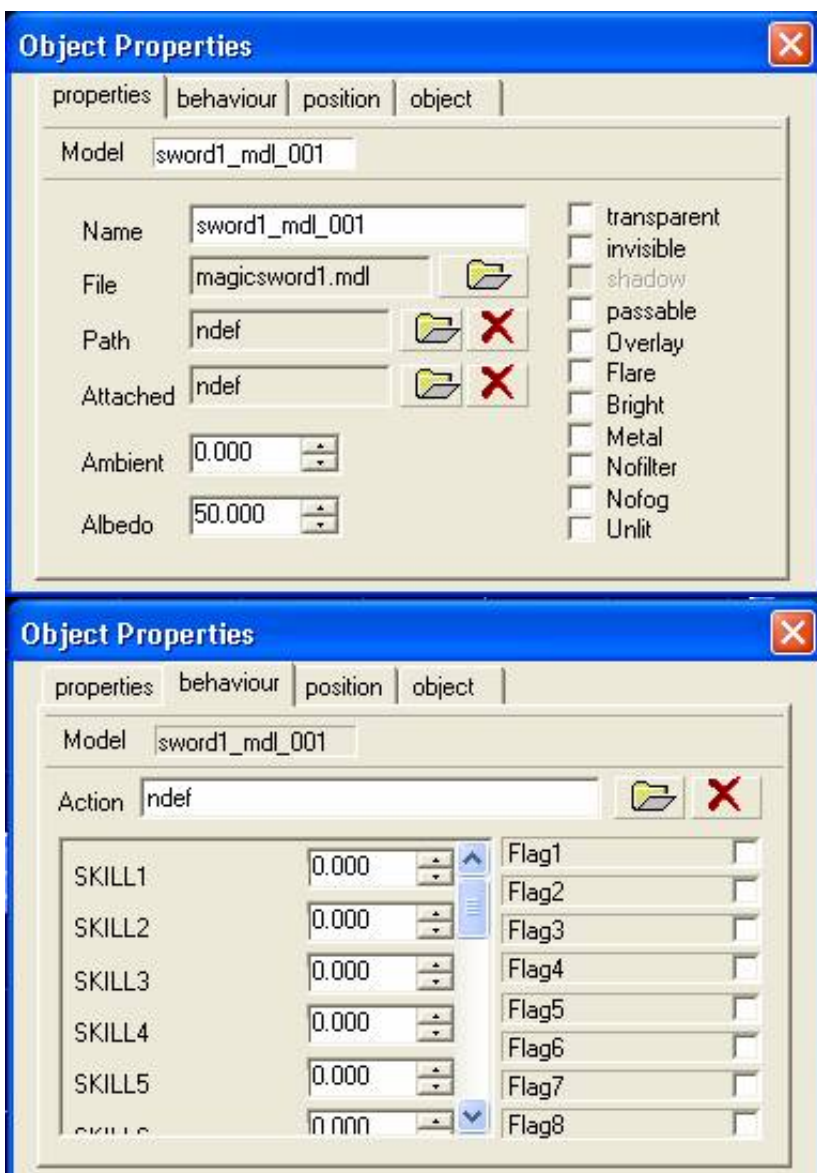 Object Properties
properties behaviour position object
Model sword1_mdl_001
Name sword1_mdl_001 transparent
invisible
File magicsword1.mdl shadow
passable
Path ndef Overlay
Flare
Attached ndef Bright
Metal
Ambient 0.000 Nofilter
Nofog
Albedo 50.000 Unlit
Object Properties
properties behaviour position object
Model sword1_mdl_001
Action ndef
SKILL1 0.000 Flag1
Flag2
SKILL2 0.000 Flag3
SKILL3 0.000 Flag4
Flag5
SKILL4 0.000 Flag6
SKILL5 0.000 Flag7
0.000 Flag8